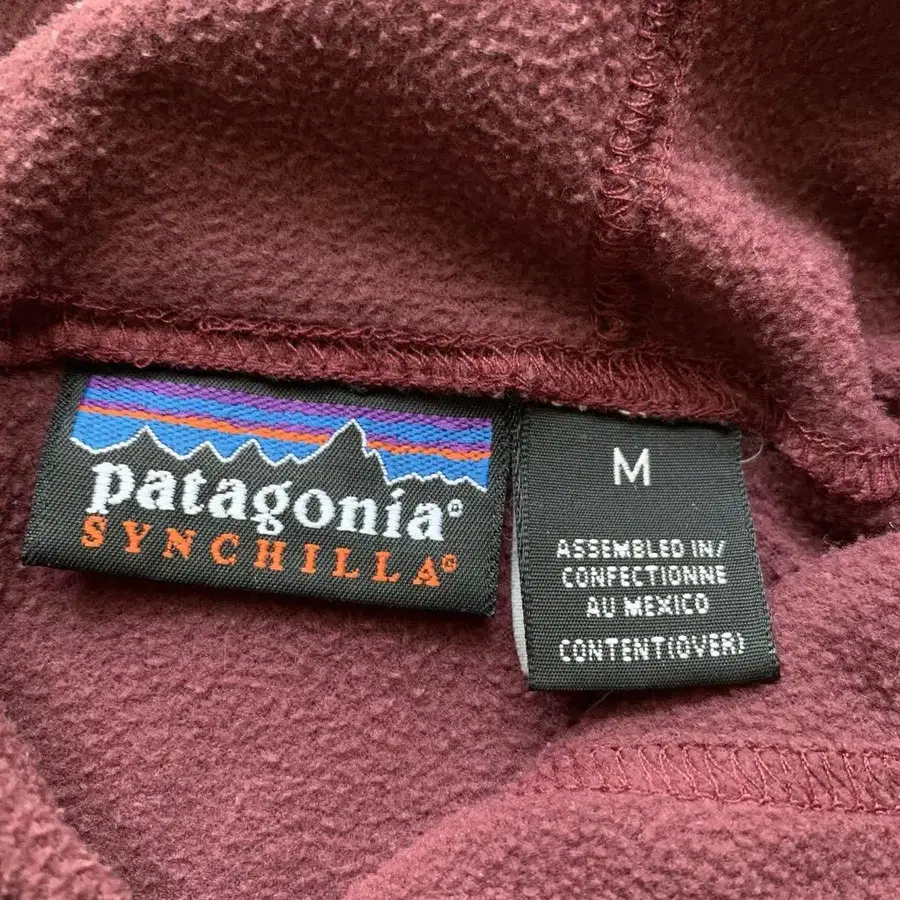 patagonia®
SYNCHILLA®
M
ASSEMBLED IN/
CONFECTIONNE
AU MEXICO
CONTENT(OVER)